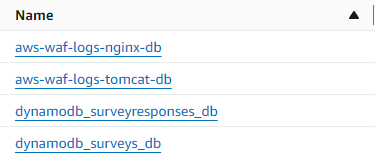 Name
aws-waf-logs-nginx-db
aws-waf-logs-tomcat-db
dynamodb_surveyresponses_db
dynamodb_surveys_db